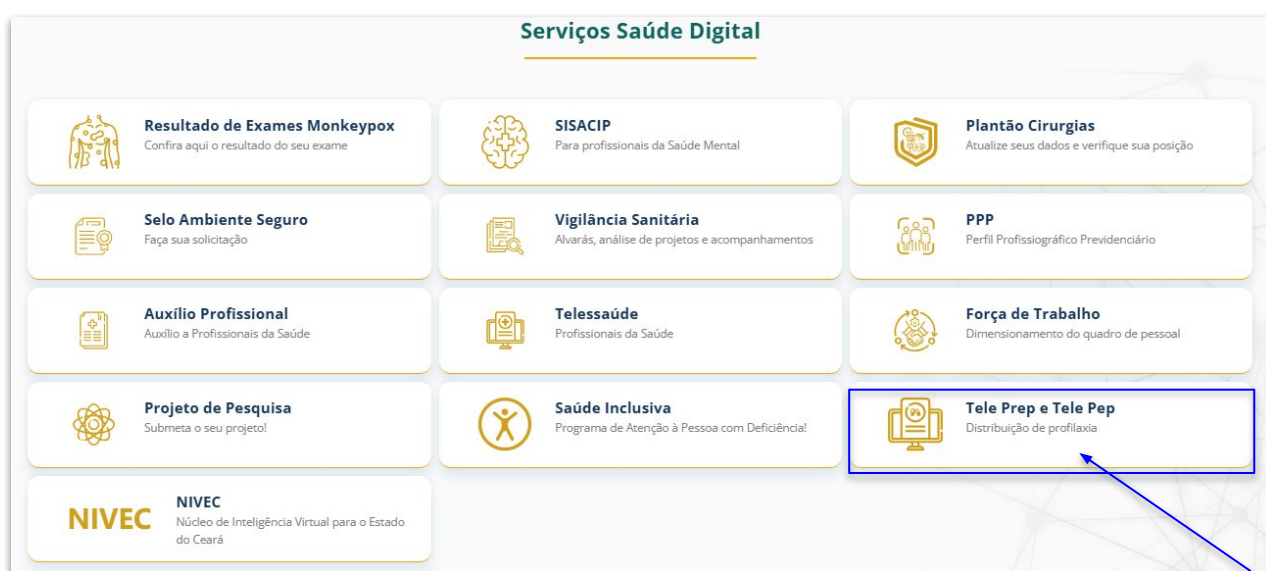 Serviços Saúde Digital
Resultado de Exames Monkeypox
Confira aqui o resultado do seu exame
SISACIP
Para profissionais da Saúde Mental
Plantão Cirurgias
Atualize seus dados e verifique sua posição
Selo Ambiente Seguro
Faça sua solicitação
Vigilância Sanitária
Alvarás, análise de projetos e acompanhamentos
PPP
Perfil Profissiográfico Previdenciário
Auxílio Profissional
Auxílio a Profissionais da Saúde
Telessaúde
Profissionais da Saúde
Força de Trabalho
Dimensionamento do quadro de pessoal
Projeto de Pesquisa
Submeta o seu projeto!
Saúde Inclusiva
Programa de Atenção à Pessoa com Deficiência!
Tele Prep e Tele Pep
Distribuição de profilaxia
NIVEC
NIVEC
Núcleo de Inteligência Virtual para o Estado
do Ceará